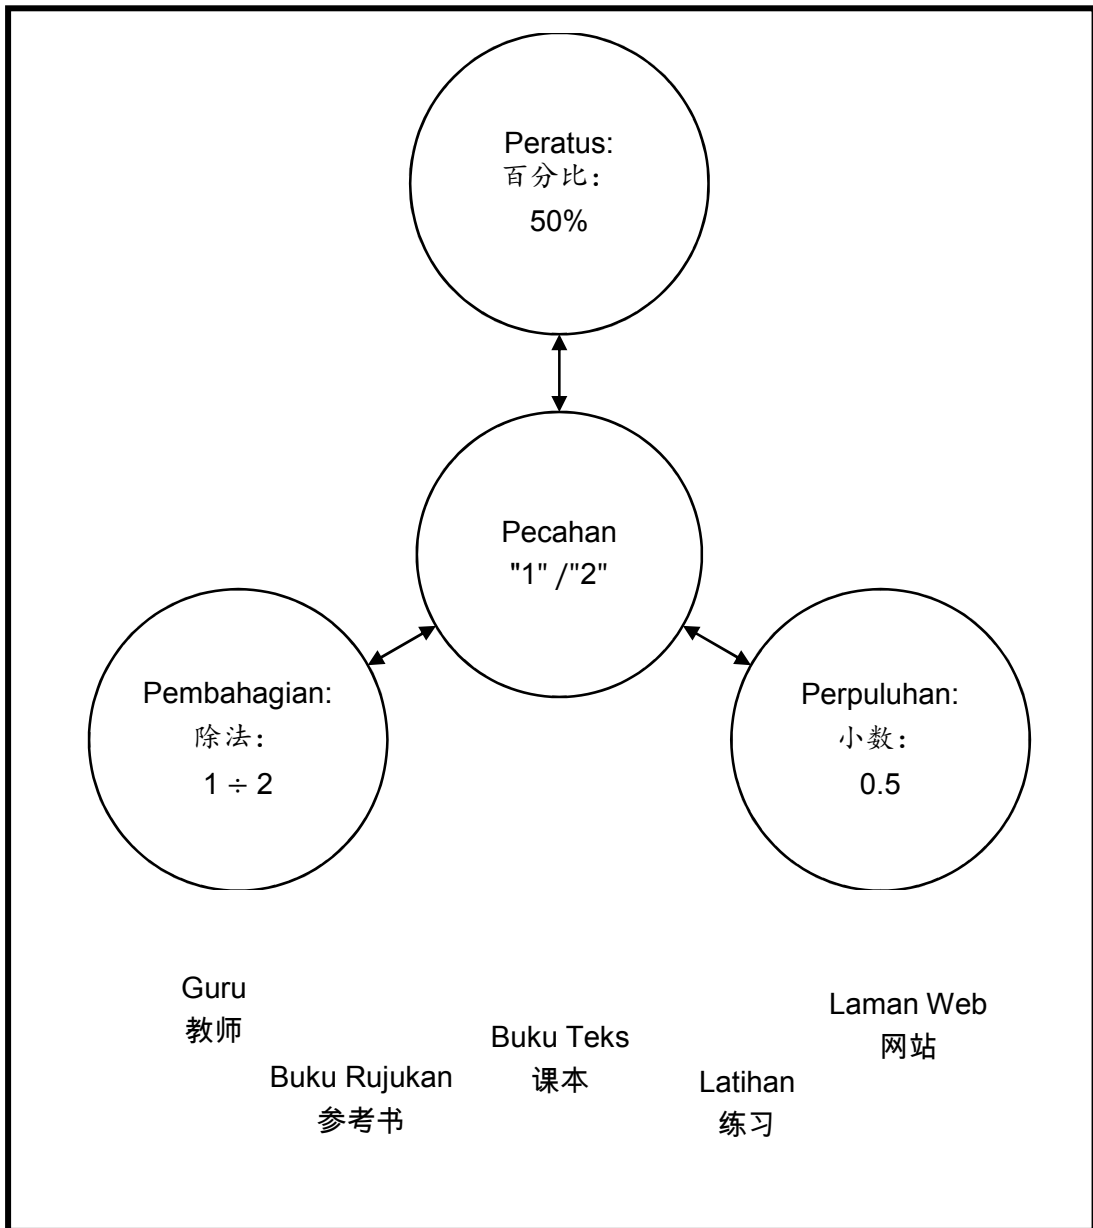 Peratus:
百分比：
50%
Pecahan
"1" /"2"
Pembahagian:
除法：
1 ÷ 2
Perpuluhan:
小数：
0.5
Guru
教师
Buku Rujukan
参考书
Buku Teks
课本
Latihan
练习
Laman Web
网站